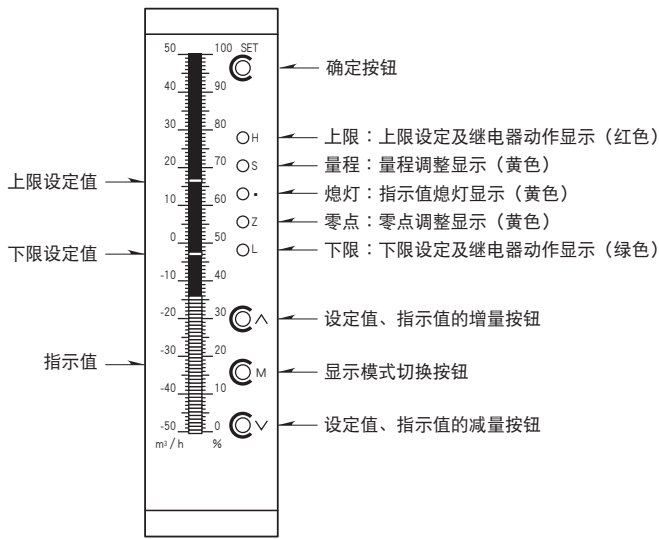 50 100 SET
确定按钮
40 90
30 80
H
上限：上限设定及继电器动作显示（红色）
20 70
S
量程：量程调整显示（黄色）
上限设定值
熄灯：指示值熄灯显示（黄色）
10 60
Z
零点：零点调整显示（黄色）
0 50
L
下限：下限设定及继电器动作显示（绿色）
下限设定值
-10 40
-20 30
设定值、指示值的增量按钮
-30 20
指示值
M
显示模式切换按钮
-40 10
-50 0
设定值、指示值的减量按钮
m³/h %